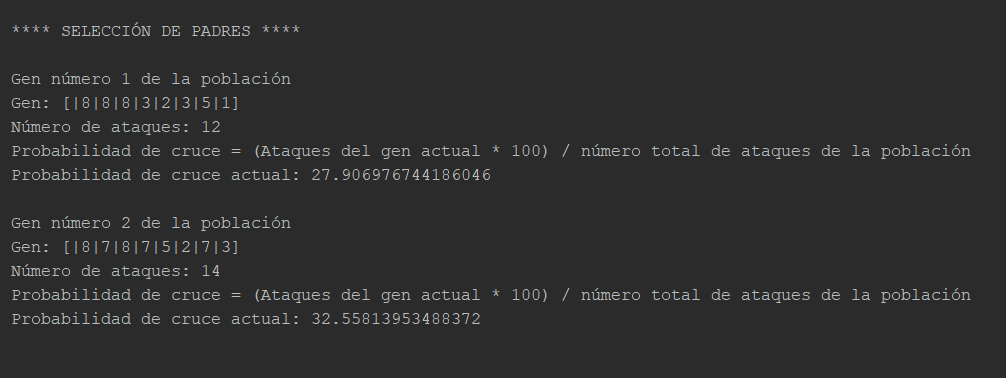 **** SELECCIÓN DE PADRES ****
Gen número 1 de la población
Gen: [|8|8|8|3|2|3|5|1]
Número de ataques: 12
Probabilidad de cruce = (Ataques del gen actual * 100) / número total de ataques de la población
Probabilidad de cruce actual: 27.906976744186046
Gen número 2 de la población
Gen: [|8|7|8|7|5|2|7|3]
Número de ataques: 14
Probabilidad de cruce = (Ataques del gen actual * 100) / número total de ataques de la población
Probabilidad de cruce actual: 32.55813953488372